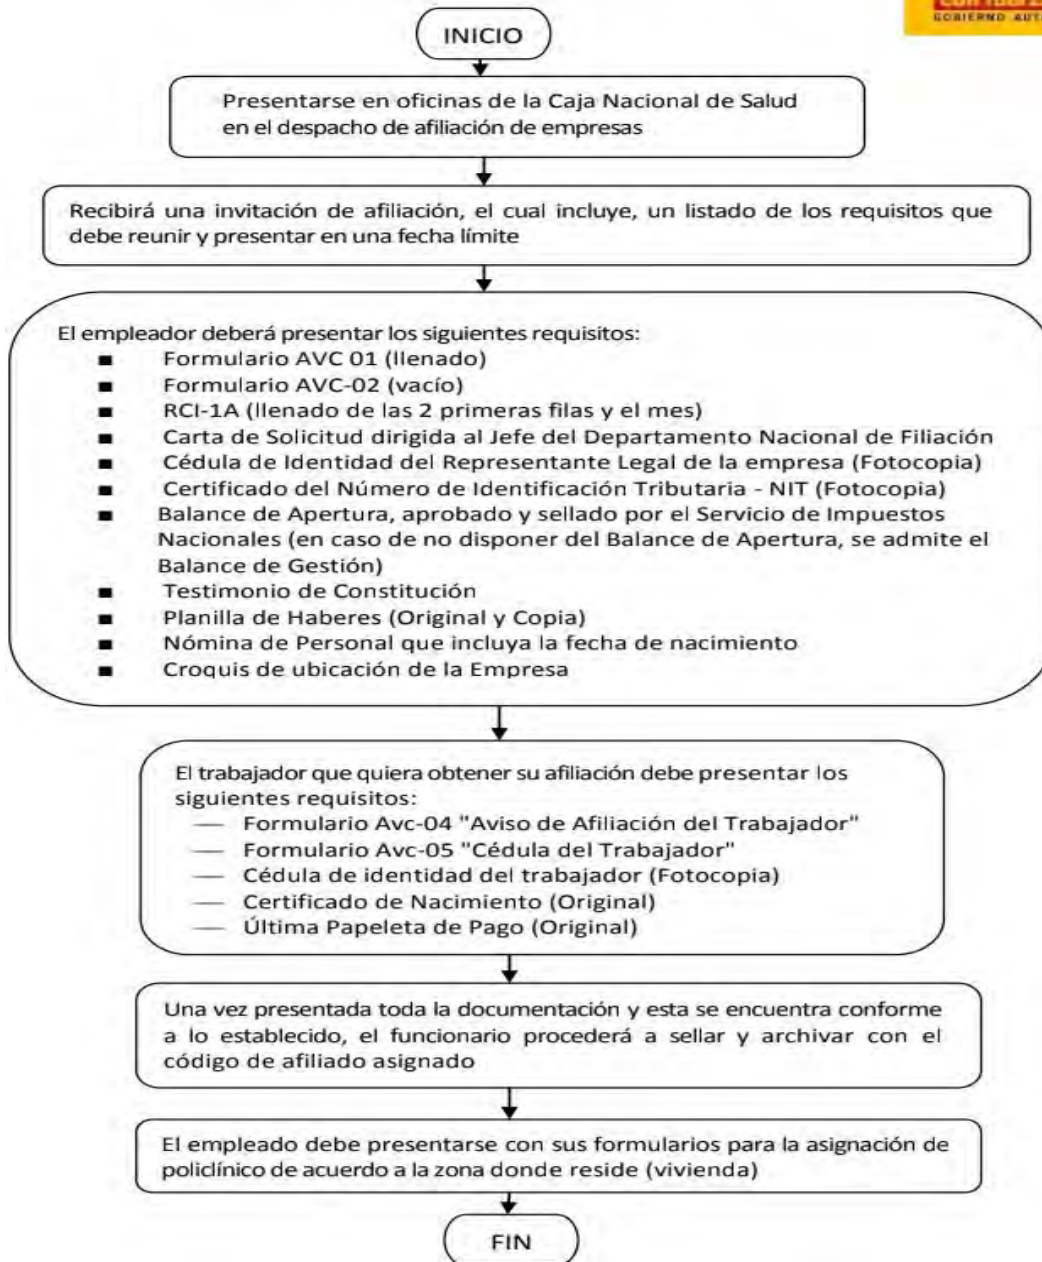 GOBIERNO
INICIO
Presentarse en oficinas de la Caja Nacional de Salud
en el despacho de afiliación de empresas
Recibirá una invitación de afiliación, el cual incluye, un listado de los requisitos que
debe reunir y presentar en una fecha límite
El empleador deberá presentar los siguientes requisitos:
Formulario AVC 01 (llenado)
Formulario AVC-02 (vacío)
RCI-1A (llenado de las 2 primeras filas y el mes)
Carta de Solicitud dirigida al Jefe del Departamento Nacional de Filiación
Cédula de Identidad del Representante Legal de la empresa (Fotocopia)
Certificado del Número de Identificación Tributaria - NIT (Fotocopia)
Balance de Apertura, aprobado y sellado por el Servicio de Impuestos
Nacionales (en caso de no disponer del Balance de Apertura, se admite el
Balance de Gestión)
Testimonio de Constitución
Planilla de Haberes (Original y Copia)
Nómina de Personal que incluya la fecha de nacimiento
Croquis de ubicación de la Empresa
El trabajador que quiera obtener su afiliación debe presentar los
siguientes requisitos:
— Formulario Avc-04 "Aviso de Afiliación del Trabajador"
— Formulario Avc-05 "Cédula del Trabajador"
— Cédula de identidad del trabajador (Fotocopia)
— Certificado de Nacimiento (Original)
— Última Papeleta de Pago (Original)
Una vez presentada toda la documentación y esta se encuentra conforme
a lo establecido, el funcionario procederá a sellar y archivar con el
código de afiliado asignado
El empleado debe presentarse con sus formularios para la asignación de
policlínico de acuerdo a la zona donde reside (vivienda)
FIN